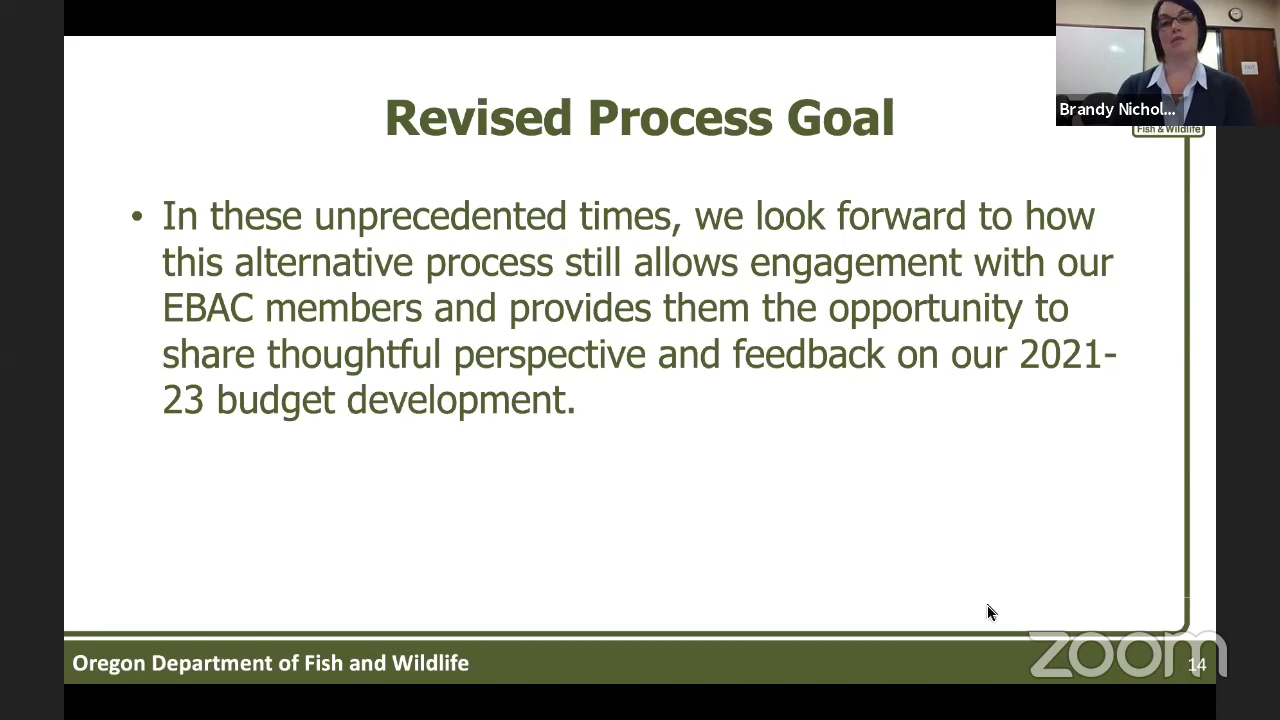 Revised Process Goal
Brandy Nichol...
Fish & Wildlife
• In these unprecedented times, we look forward to how
this alternative process still allows engagement with our
EBAC members and provides them the opportunity to
share thoughtful perspective and feedback on our 2021-
23 budget development.
Oregon Department of Fish and Wildlife
zoom
14